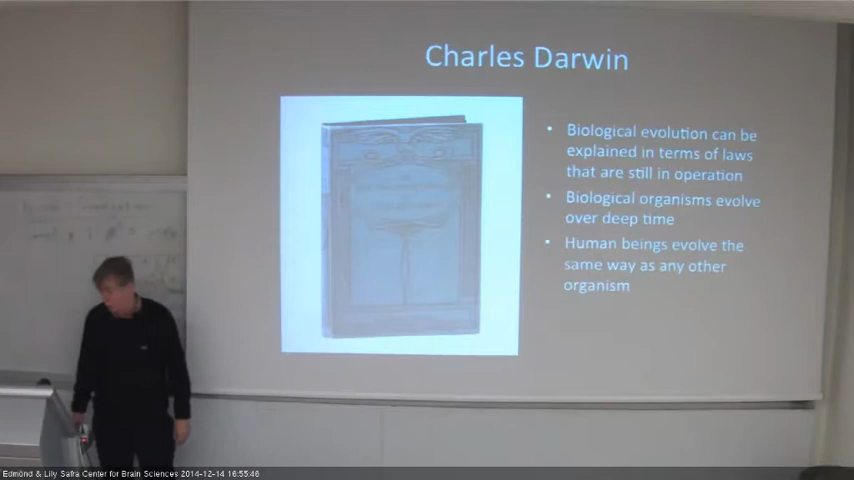 Charles Darwin
• Biological evolution can be
explained in terms of laws
that are still in operation
• Biological organisms evolve
over deep time
• Human beings evolve the
same way as any other
organism
Edmond & Lily Safra Center for Brain Sciences 2014-12-14 16:55:46